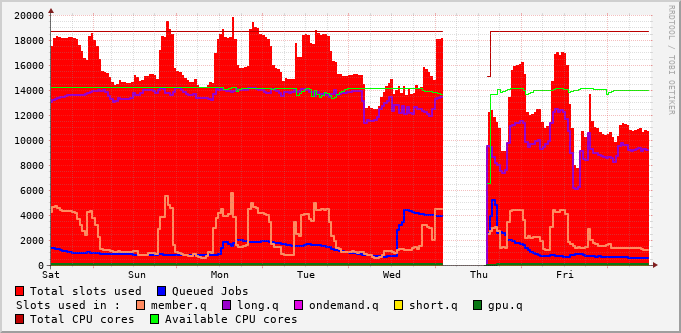 RRDTOOL / TOBI OETIKER
20000
18000
16000
14000
12000
10000
8000
6000
4000
2000
0
Sat Sun Mon Tue Wed Thu Fri
Total slots used Queued Jobs
Slots used in : member.q long.q ondemand.q short.q gpu.q
Total CPU cores Available CPU cores